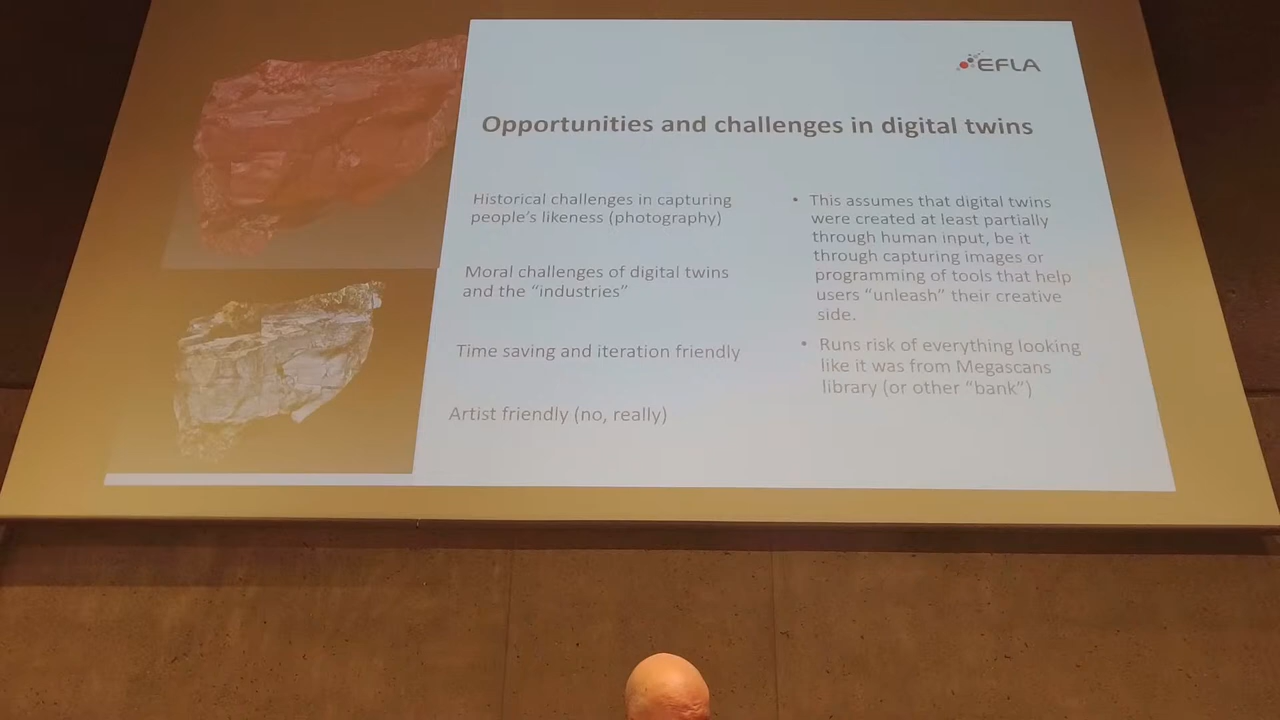 EFLA
Opportunities and challenges in digital twins
Historical challenges in capturing
people's likeness (photography)
Moral challenges of digital twins
and the “industries”
Time saving and iteration friendly
Artist friendly (no, really)
• This assumes that digital twins
were created at least partially
through human input, be it
through capturing images or
programming of tools that help
users “unleash” their creative
side.
• Runs risk of everything looking
like it was from Megascans
library (or other “bank”)